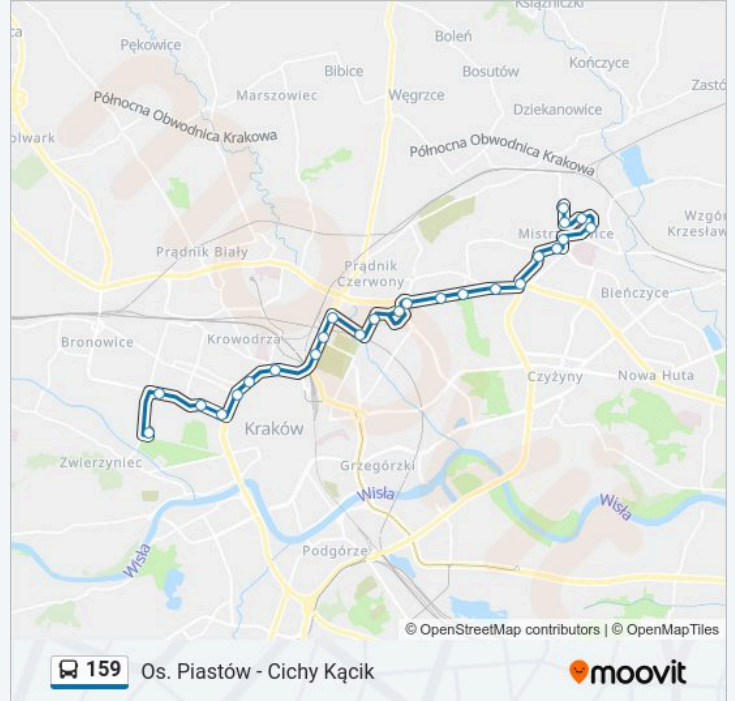 Książniczki
Pękowice
Boleń
Kończyce
Bibice
Bosutów
Zastó
Marszowiec
Węgrzce
Północna Obwodnica Krakowa
Dziekanowice
olwark
Północna Obwodnica Krakowa
Wzgór
Mistrzejowice
Krzesław
Prądnik Biały
Prądnik
Czerwony
Bieńczyce
Bronowice
Krowodrza
Czyżyny
Nowa Huta
Kraków
Zwierzyniec
Grzegórzki
Wisła
Wisła
Podgórze
Wisła
© OpenStreetMap contributors | © OpenMapTiles
159 Os. Piastów - Cichy Kącik
moovit